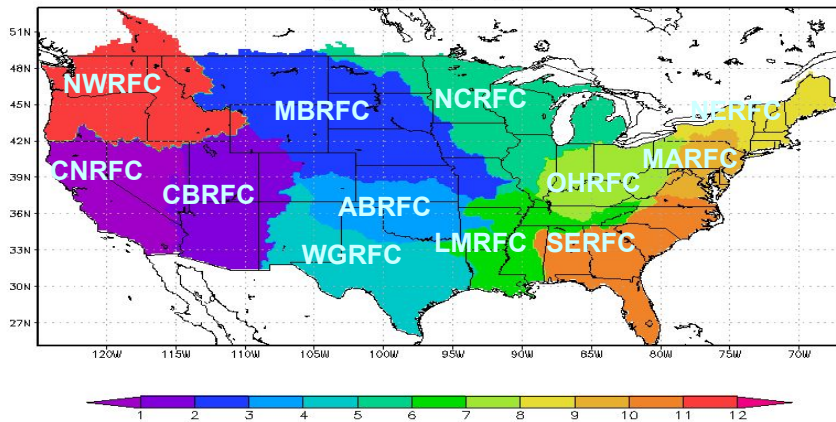 51N
48N
NWRFC
NCRFC
45N
MBRFC
NERFC
42N
MARFC
CNRFC
39N
CBRFC
OHRFC
ABRFC
36N
LMRFC
SERFC
33N
WGRFC
30N
27N
120W 115W 110W 105W 100W 95W 90W 85W 80W 75W 70W
1 2 3 4 5 6 7 8 9 10 11 12